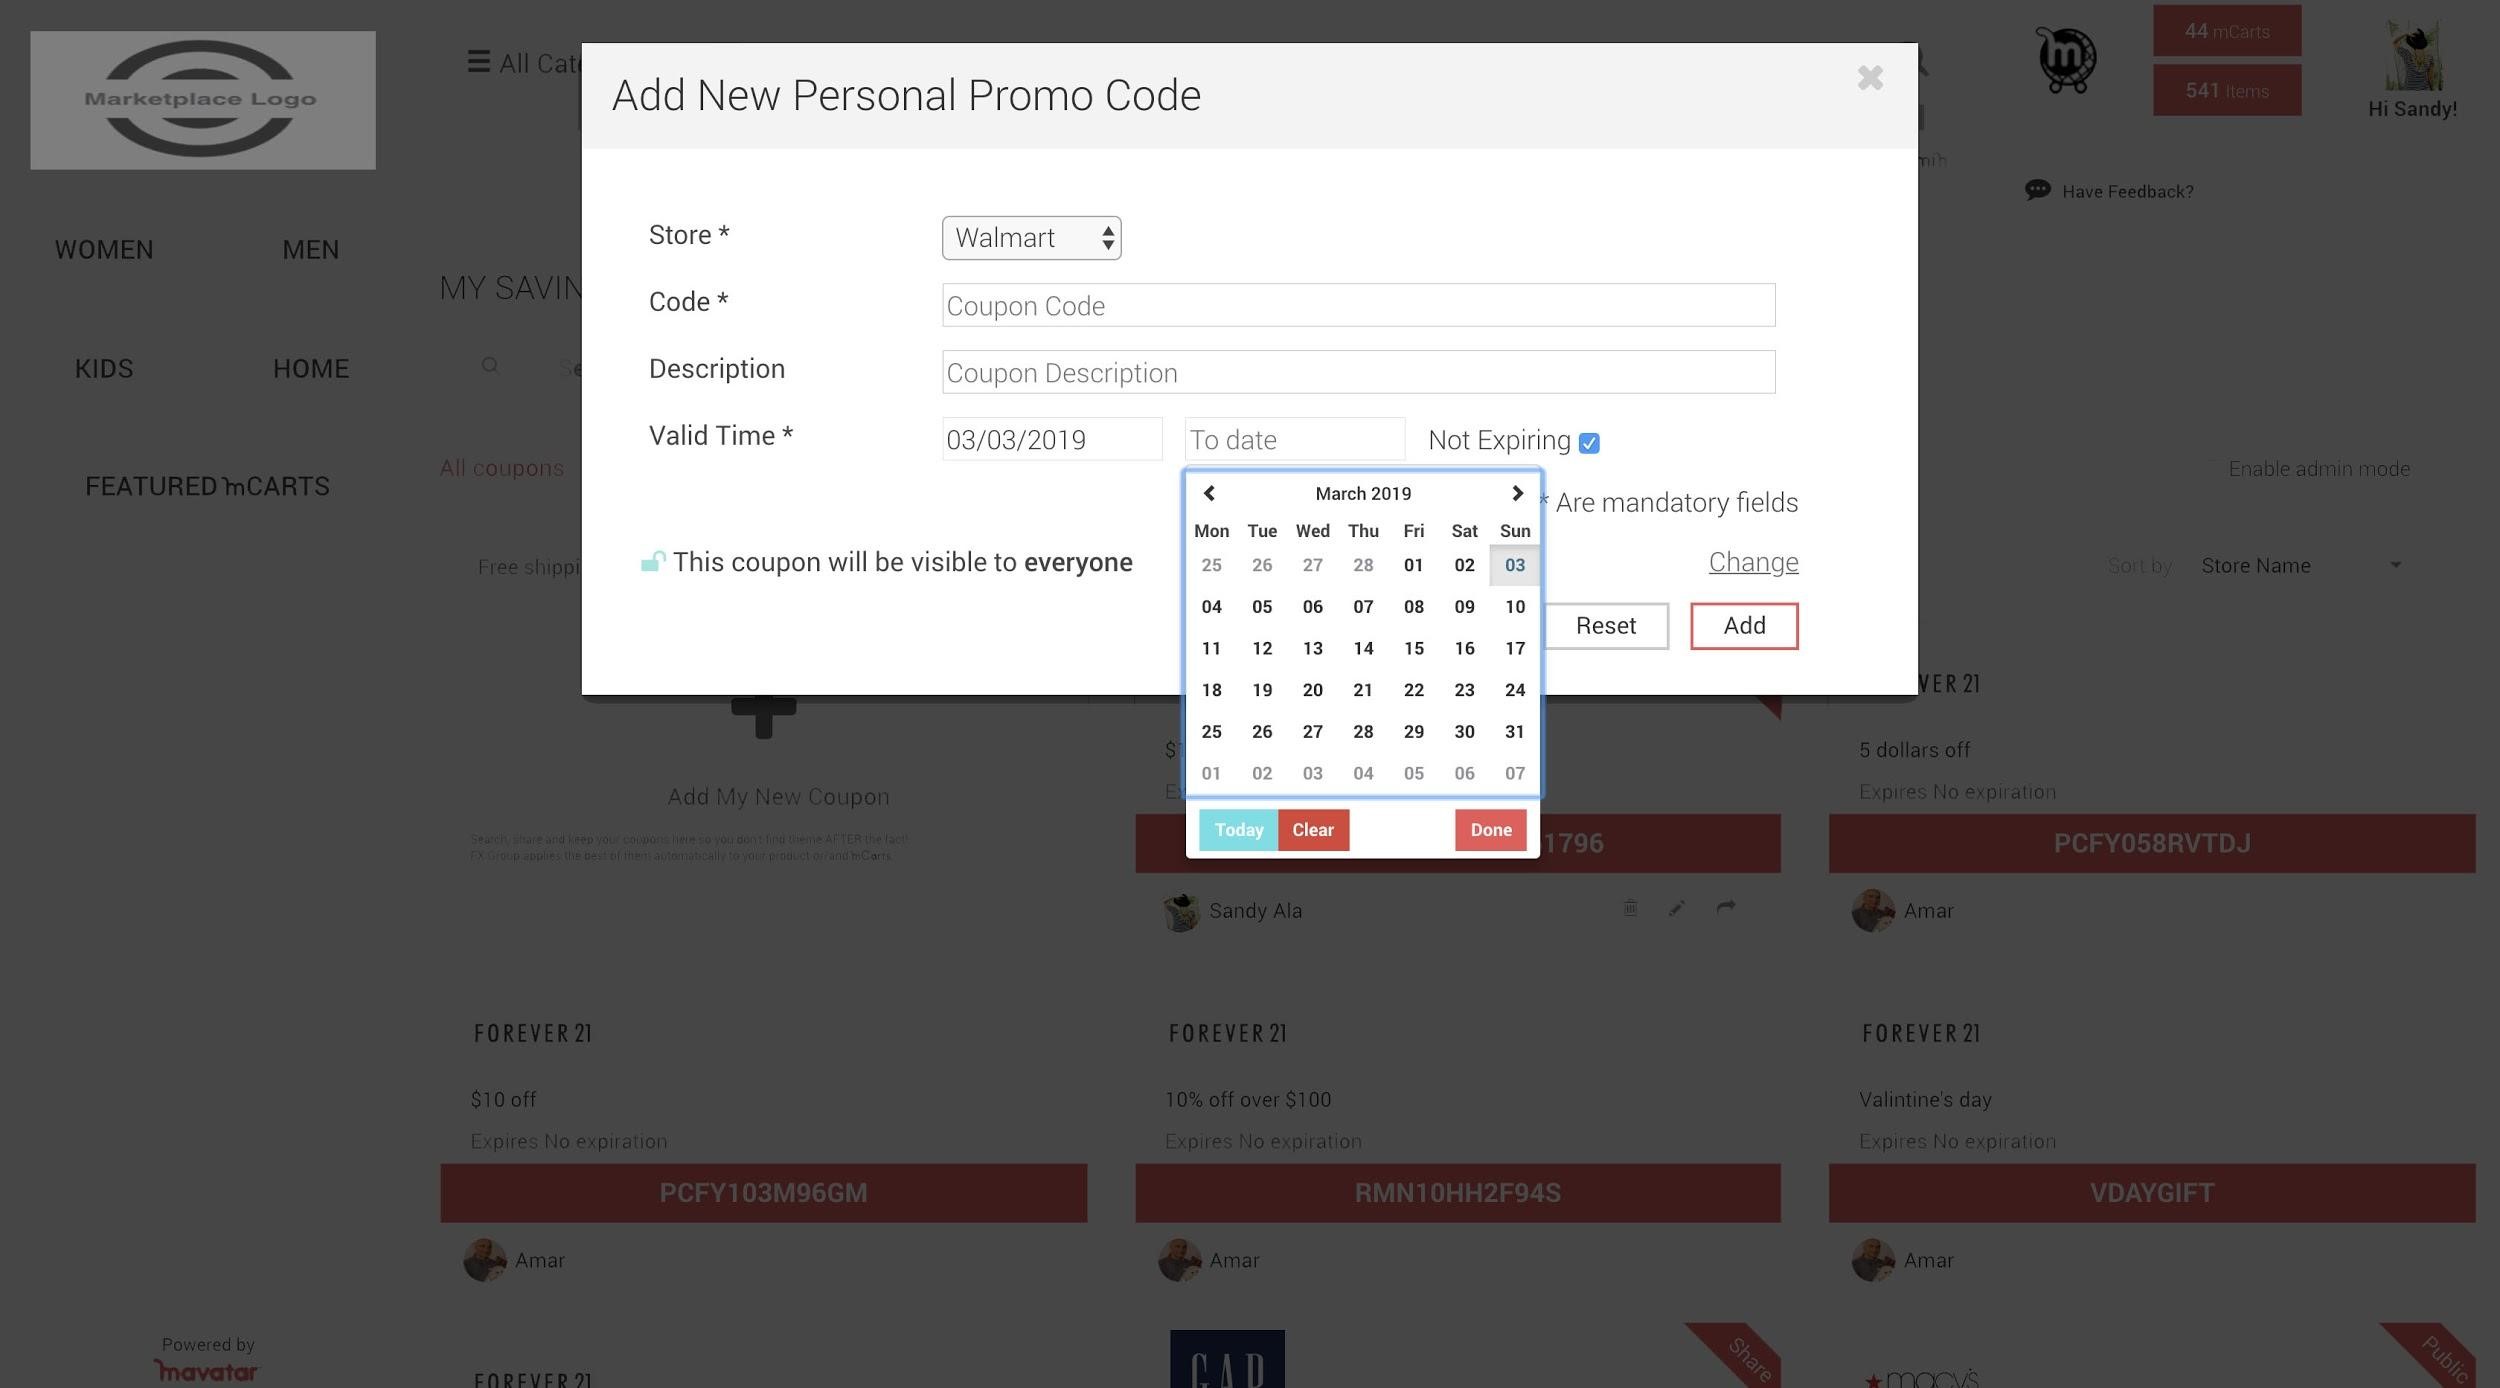 Marketplace Logo
All Cate
44 mCarts
541 Items
Hi Sandy!
Have Feedback?
Add New Personal Promo Code
WOMEN
MEN
KIDS
HOME
FEATURED mCARTS
MY SAVIN
Store *
Walmart
Code *
Coupon Code
Description
Coupon Description
Valid Time *
03/03/2019
To date
Not Expiring
* Are mandatory fields
This coupon will be visible to everyone
Change
Reset
Add
March 2019
Mon Tue Wed Thu Fri Sat Sun
25 26 27 28 01 02 03
04 05 06 07 08 09 10
11 12 13 14 15 16 17
18 19 20 21 22 23 24
25 26 27 28 29 30 31
01 02 03 04 05 06 07
Today
Clear
Done
All coupons
Enable admin mode
Free shippi
Sort by
Store Name
Add My New Coupon
Search, share and keep your coupons here so you don't find theme AFTER the fact!
FX Group applies the best of them automatically to your product or/and mCarts.
1796
Sandy Ala
VER 21
5 dollars off
Expires No expiration
PCFY058RVTDJ
Amar
FOREVER 21
$10 off
Expires No expiration
PCFY103M96GM
Amar
FOREVER 21
10% off over $100
Expires No expiration
RMN10HH2F94S
Amar
FOREVER 21
Valintine's day
Expires No expiration
VDAYGIFT
Amar
Powered by
mavatar
FOREVER 21
GAP
Share
macy's
Public